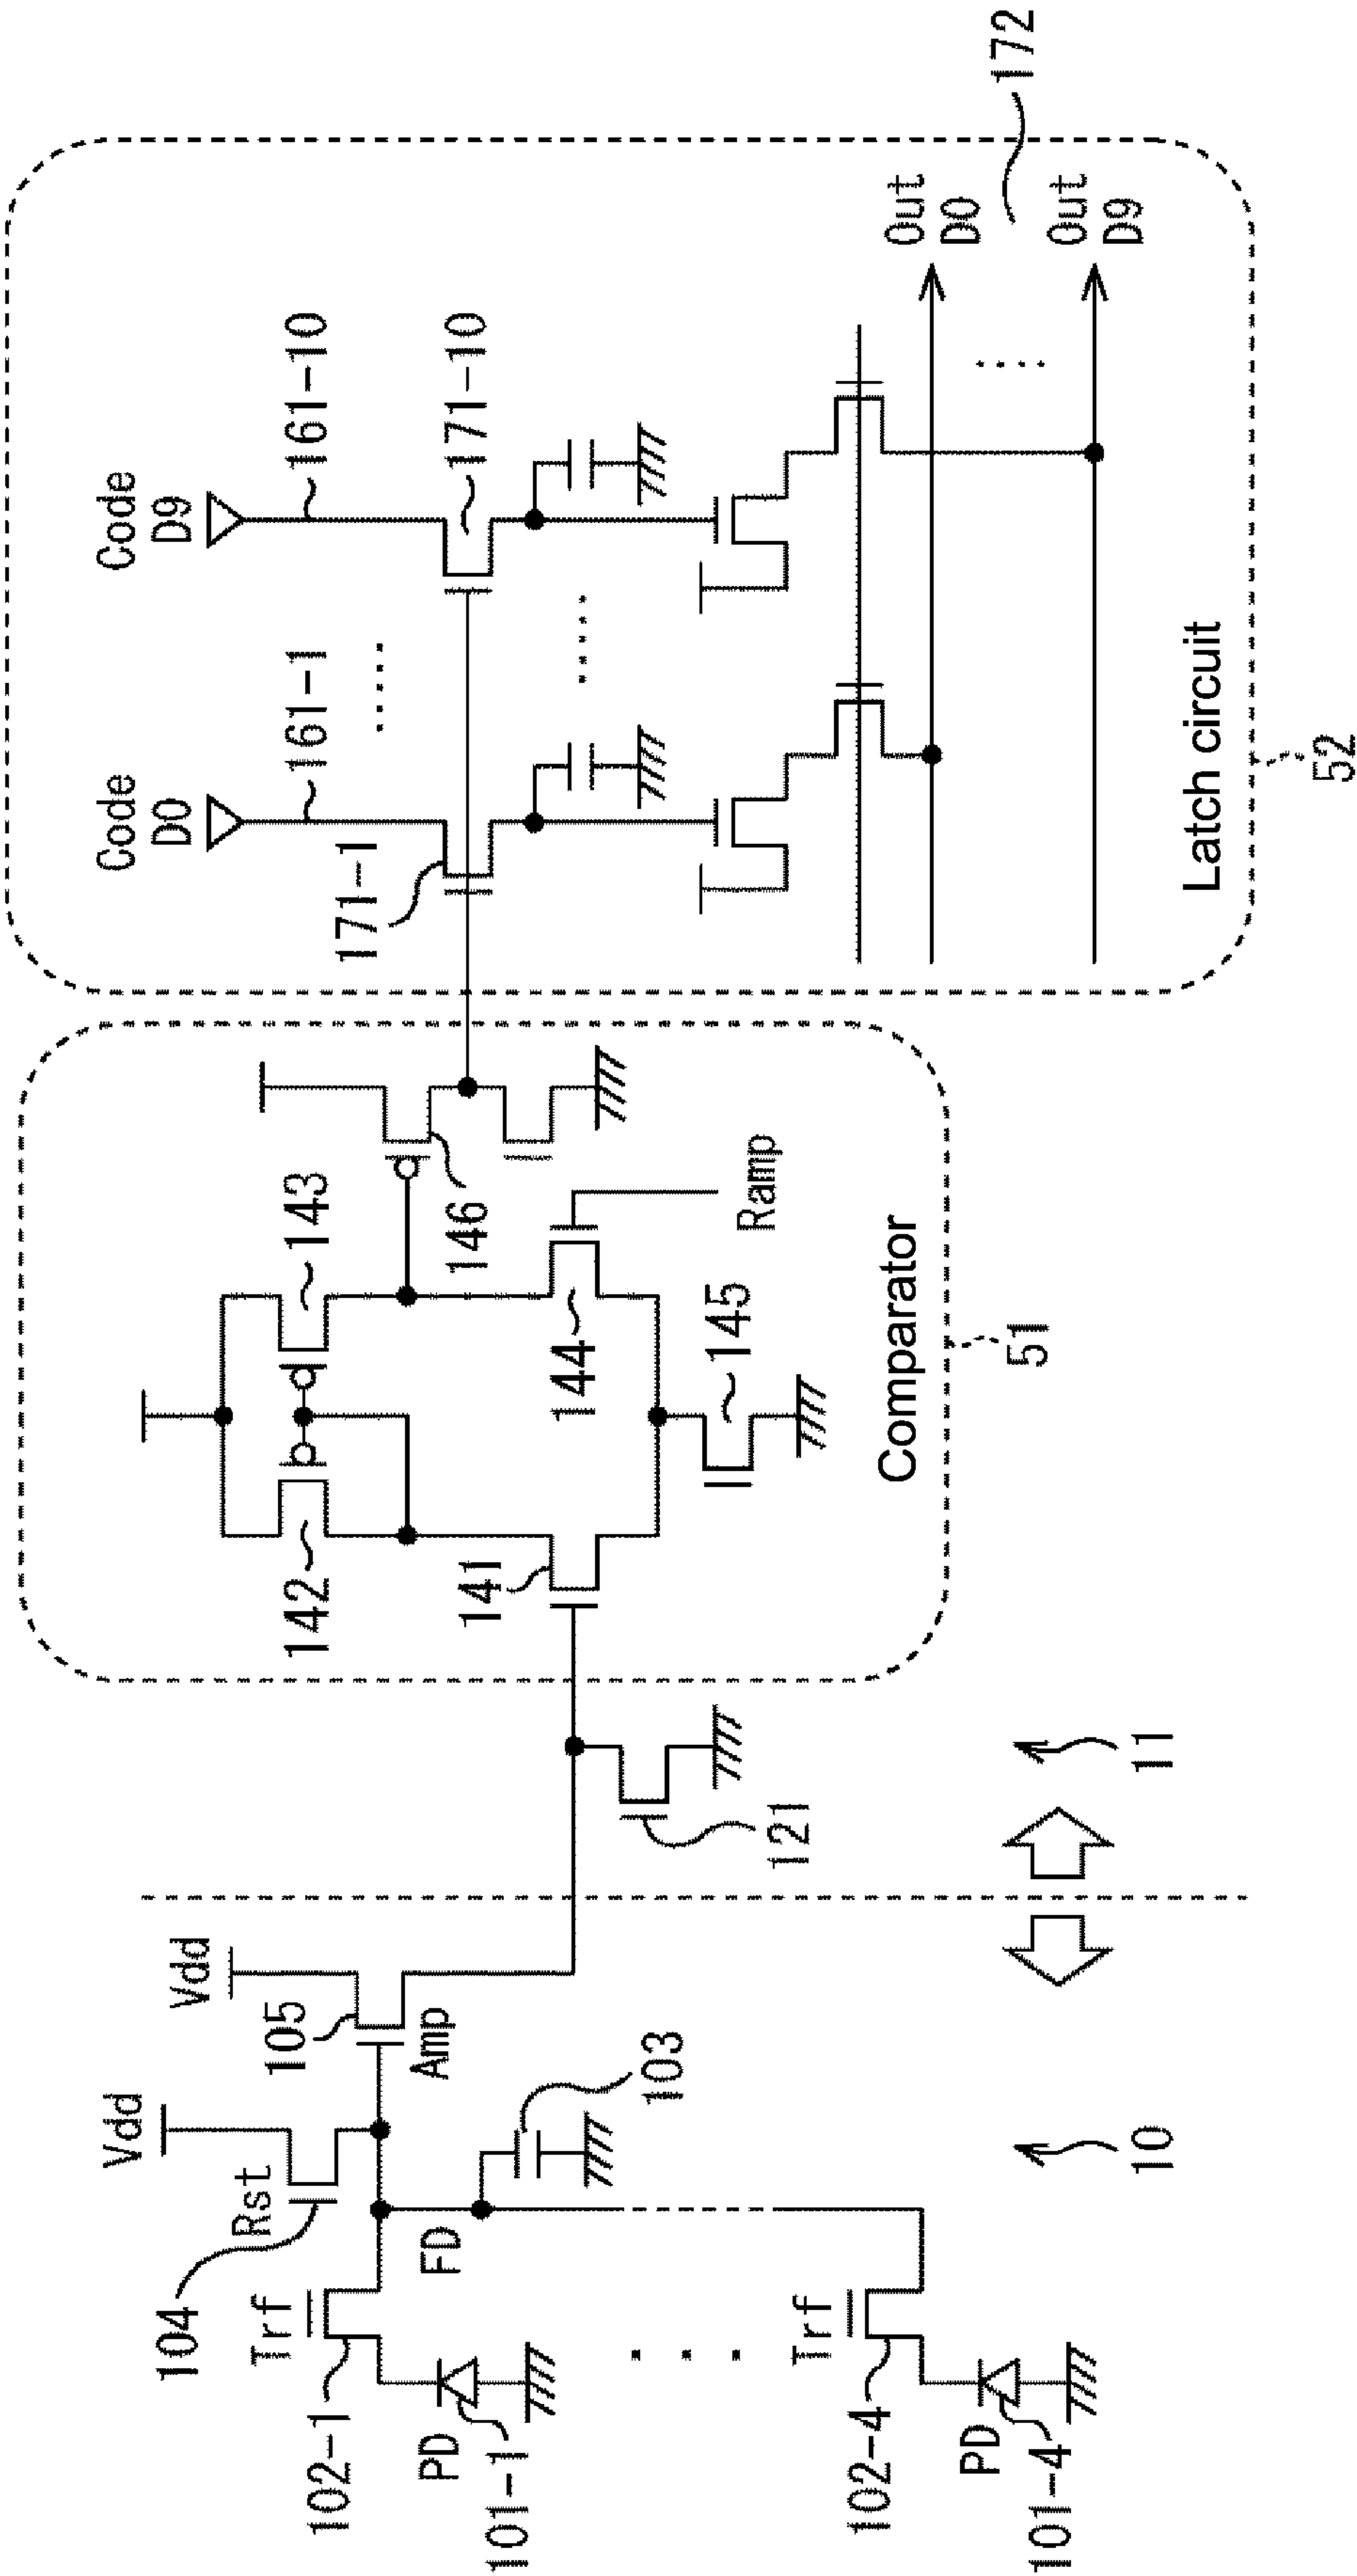 Vdd
Vdd
105
Amp
Rst
104
Trf
102-1
PD
101-1
FD
103
Trf
102-4
PD
101-4
10
11
121
142
143
141
144
146
145
Ramp
Comparator
51
Code
D0
161-1
Code
D9
161-10
171-1
171-10
Out
D0
Out
D9
172
Latch circuit
52